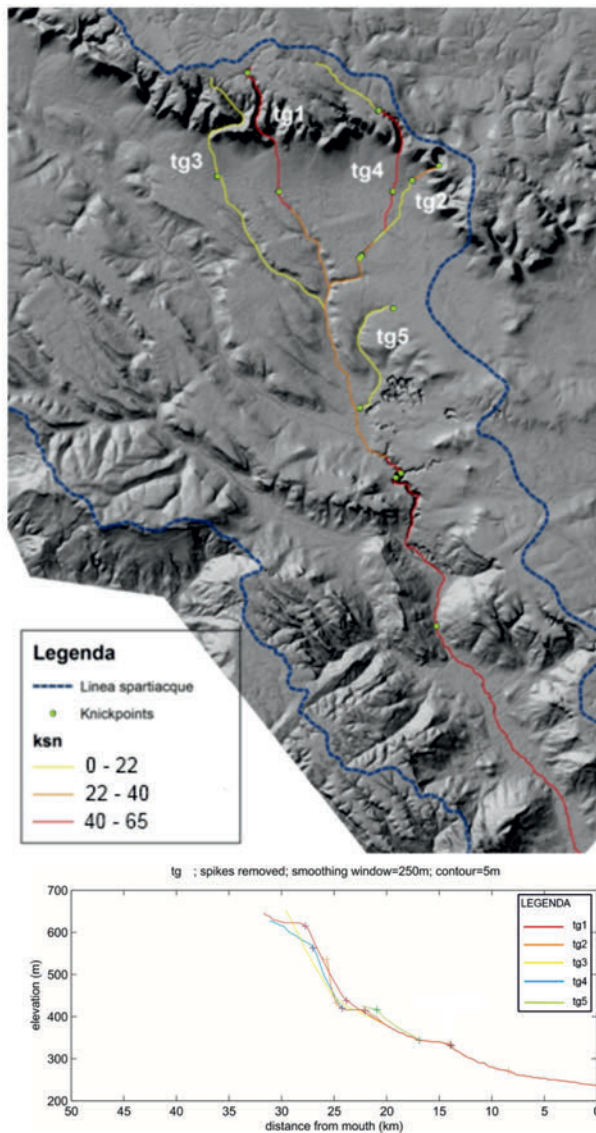 tg1
tg3
tg4
tg2
tg5
Legenda
Linea spartiacque
Knickpoints
ksn
0 - 22
22 - 40
40 - 65
tg ; spikes removed; smoothing window=250m; contour=5m
700
600
500
400
300
200
elevation (m)
50 45 40 35 30 25 20 15 10 5 0
distance from mouth (km)
LEGENDA
tg1
tg2
tg3
tg4
tg5